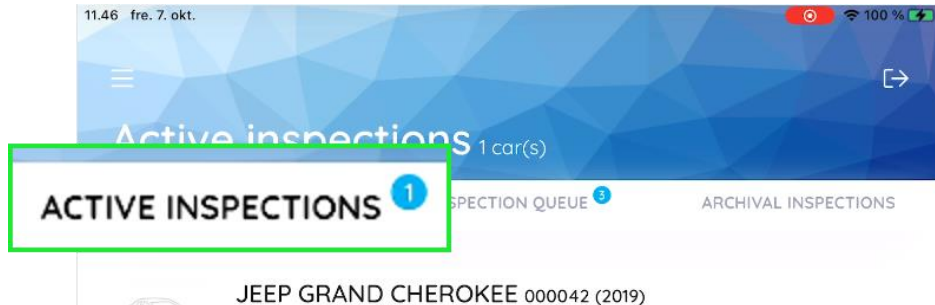 11.46 fre. 7. okt. 100 %
Active inspections 1 car(s)
ACTIVE INSPECTIONS 1 SPECTION QUEUE 3 ARCHIVAL INSPECTIONS
JEEP GRAND CHEROKEE 000042 (2019)